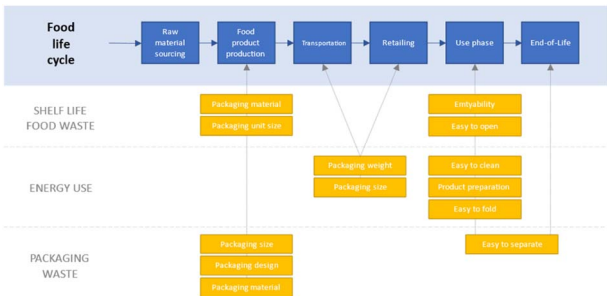 Food
life
cycle
Raw
material
sourcing
Food
product
production
Transportation
Retailing
Use phase
End-of-Life
SHELF LIFE
FOOD WASTE
Packaging material
Packaging unit size
Emtyability
Easy to open
ENERGY USE
Packaging weight
Packaging size
Easy to clean
Product preparation
Easy to fold
PACKAGING
WASTE
Packaging size
Packaging design
Packaging material
Easy to separate